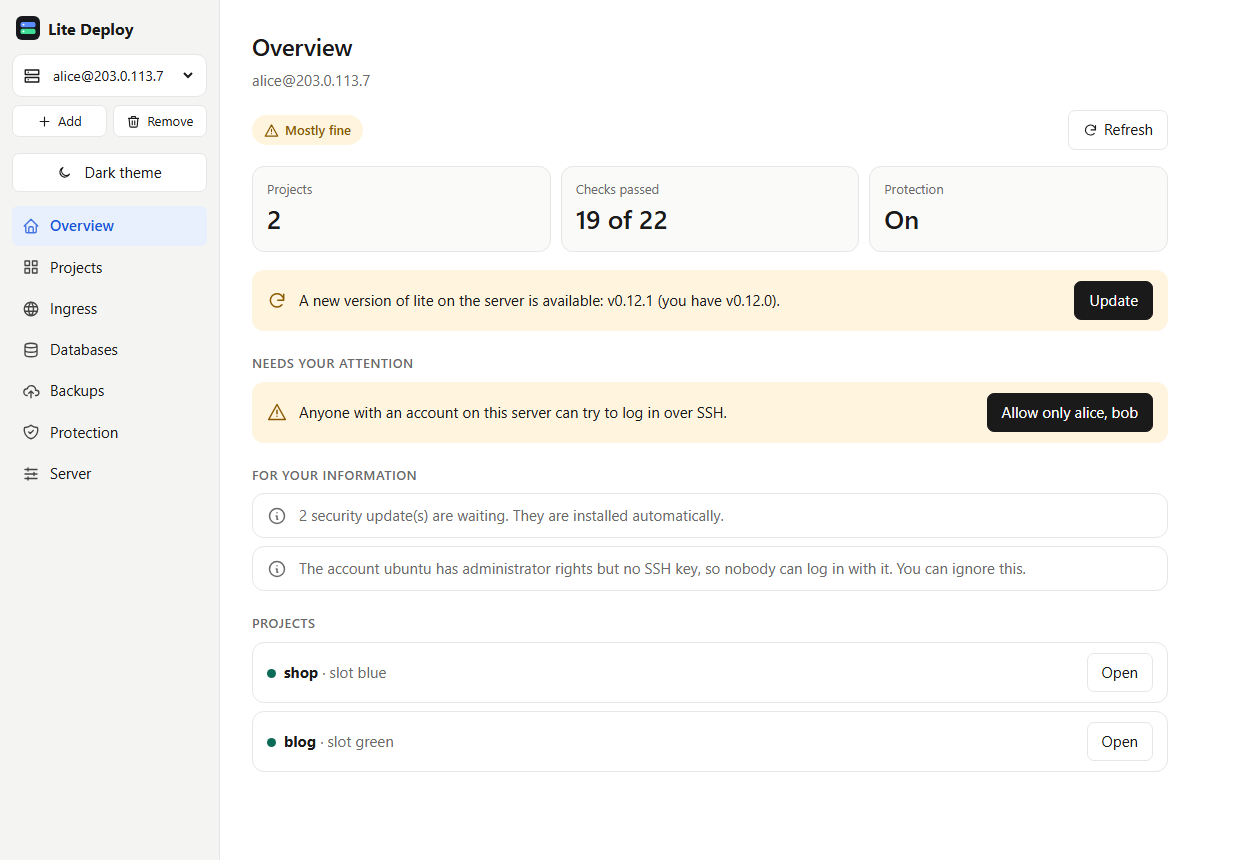 Lite Deploy
alice@203.0.113.7
Add
Remove
Dark theme
Overview
Projects
Ingress
Databases
Backups
Protection
Server
Overview
alice@203.0.113.7
Mostly fine
Refresh
Projects
2
Checks passed
19 of 22
Protection
On
A new version of lite on the server is available: v0.12.1 (you have v0.12.0).
Update
NEEDS YOUR ATTENTION
Anyone with an account on this server can try to log in over SSH.
Allow only alice, bob
FOR YOUR INFORMATION
2 security update(s) are waiting. They are installed automatically.
The account ubuntu has administrator rights but no SSH key, so nobody can log in with it. You can ignore this.
PROJECTS
shop · slot blue
Open
blog · slot green
Open